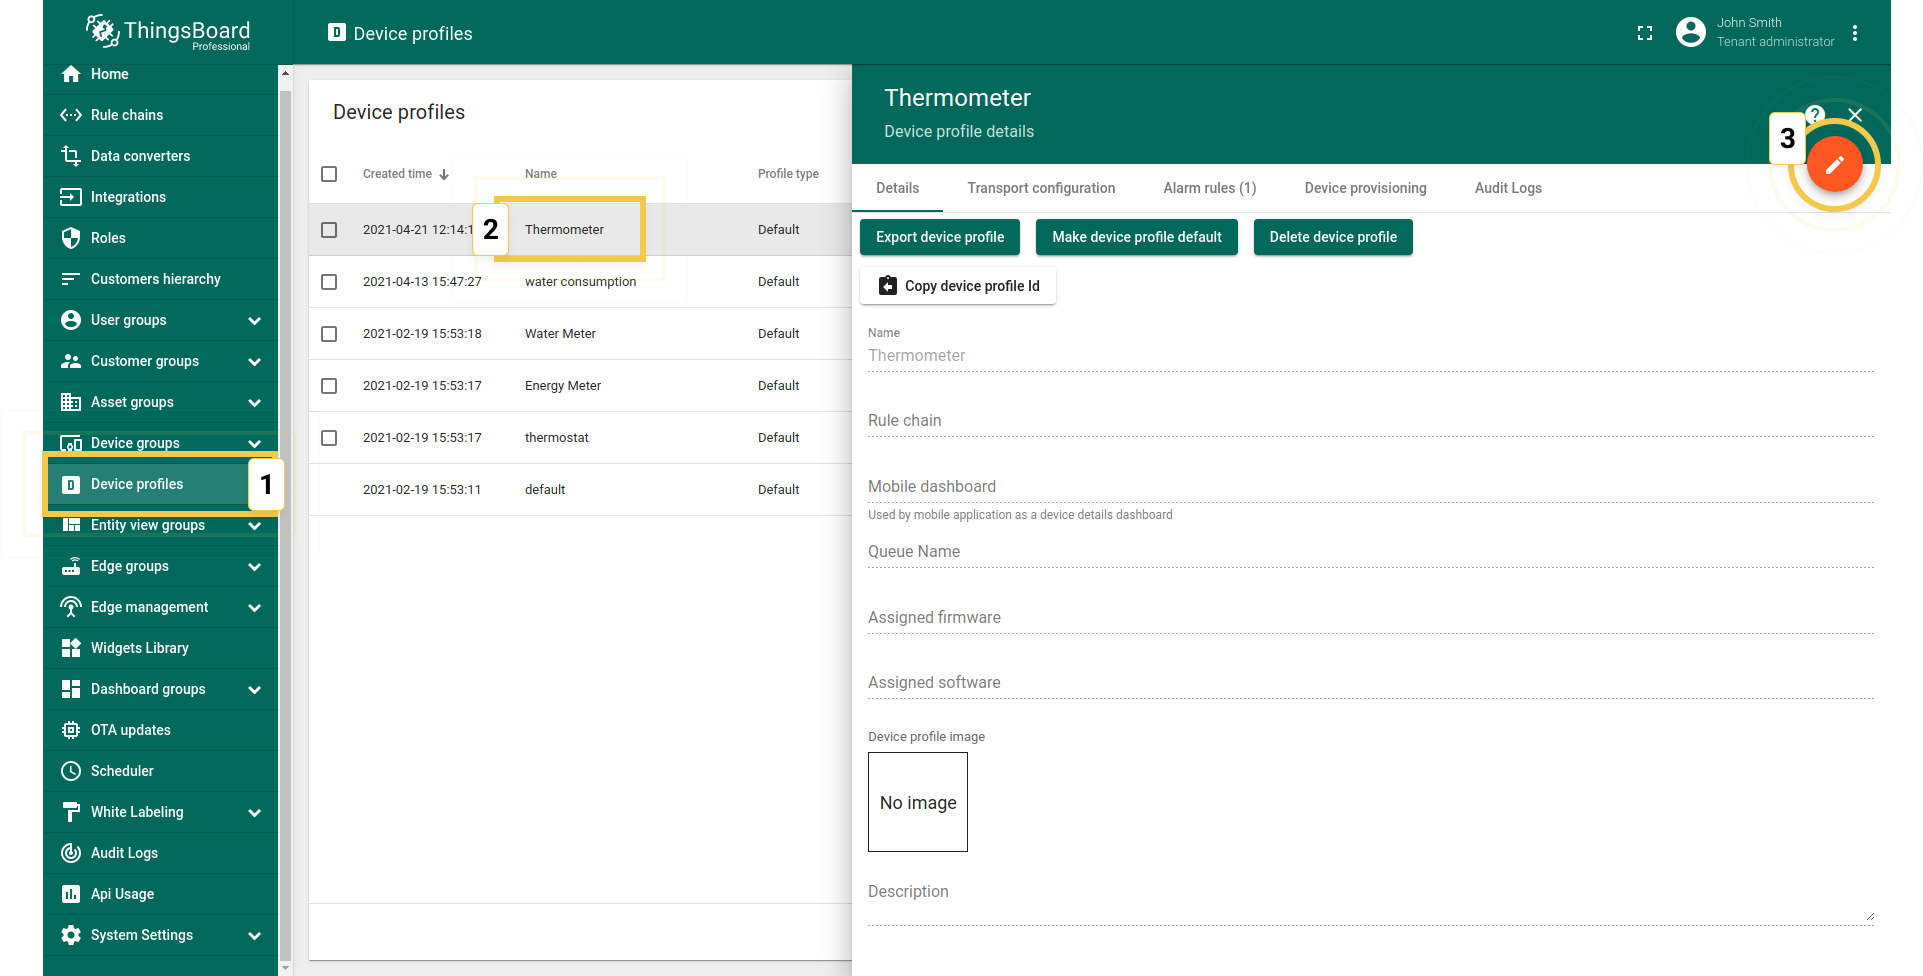 ThingsBoard
Professional
Device profiles
John Smith
Tenant administrator
Home
Rule chains
Data converters
Integrations
Roles
Customers hierarchy
User groups
Customer groups
Asset groups
Device groups
Device profiles
1
Entity view groups
Edge groups
Edge management
Widgets Library
Dashboard groups
OTA updates
Scheduler
White Labeling
Audit Logs
Api Usage
System Settings
Device profiles
Created time Name Profile type
2021-04-21 12:14:1 2 Thermometer Default
2021-04-13 15:47:27 water consumption Default
2021-02-19 15:53:18 Water Meter Default
2021-02-19 15:53:17 Energy Meter Default
2021-02-19 15:53:17 thermostat Default
2021-02-19 15:53:11 default Default
Thermometer
Device profile details
?
3
Details Transport configuration Alarm rules (1) Device provisioning Audit Logs
Export device profile Make device profile default Delete device profile
Copy device profile Id
Name
Thermometer
Rule chain
Mobile dashboard
Used by mobile application as a device details dashboard
Queue Name
Assigned firmware
Assigned software
Device profile image
No image
Description